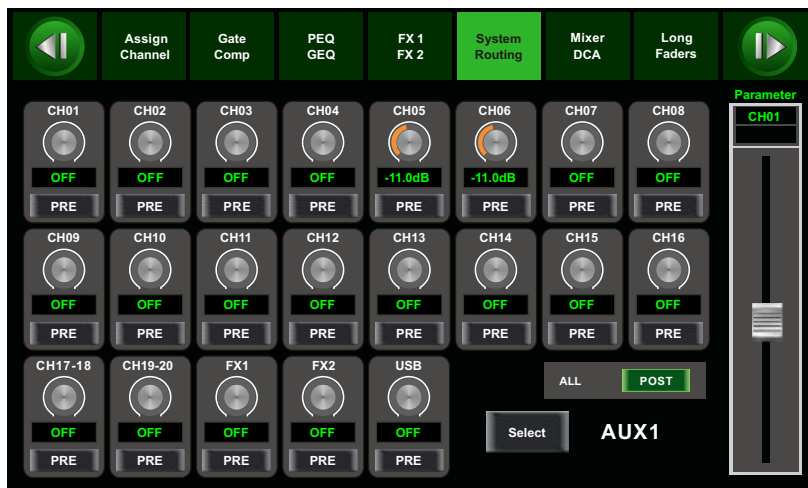 Assign Channel
Gate Comp
PEQ GEQ
FX 1 FX 2
System Routing
Mixer DCA
Long Faders
Parameter
CH01
CH01 CH02 CH03 CH04 CH05 CH06 CH07 CH08
OFF OFF OFF OFF -11.0dB -11.0dB OFF OFF
PRE PRE PRE PRE PRE PRE PRE PRE
CH09 CH10 CH11 CH12 CH13 CH14 CH15 CH16
OFF OFF OFF OFF OFF OFF OFF OFF
PRE PRE PRE PRE PRE PRE PRE PRE
CH17-18 CH19-20 FX1 FX2 USB
OFF OFF OFF OFF OFF
PRE PRE PRE PRE PRE
ALL POST
Select AUX1